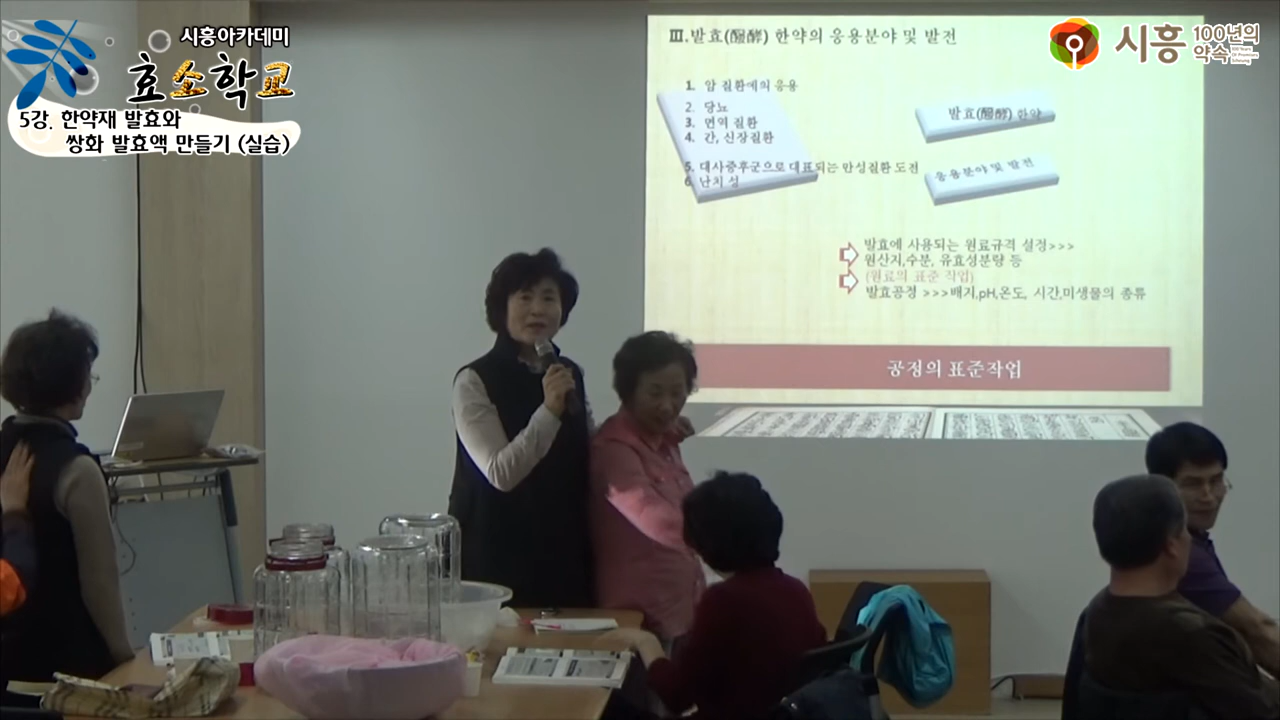 시흥아카데미
효소학교
5강. 한약재 발효와
쌍화 발효액 만들기 (실습)
시흥
100년의
약속
Ⅲ.발효(醱酵) 한약의 응용분야 및 발전
1. 암 질환에의 응용
2. 당뇨
3. 면역 질환
4. 간, 신장질환
5. 대사증후군으로 대표되는 만성질환 도전
6. 난치 성
발효(醱酵) 한약
응용분야 및 발전
발효에 사용되는 원료규격 설정>>>
원산지,수분, 유효성분량 등
(원료의 표준 작업)
발효공정 >>>배지,pH,온도, 시간,미생물의 종류
공정의 표준작업